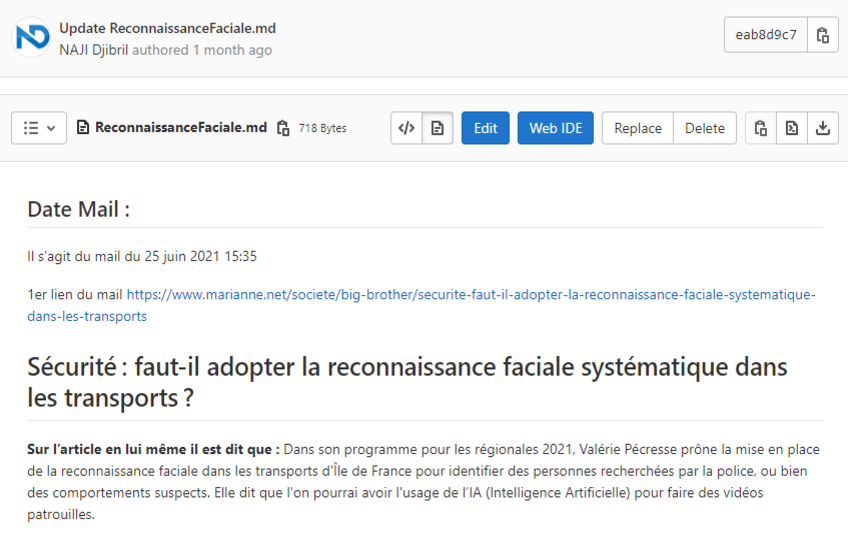 Update ReconnaissanceFaciale.md
NAJI Djibril authored 1 month ago
eab8d9c7
ReconnaissanceFaciale.md 718 Bytes
</> Edit Web IDE Replace Delete
Date Mail :
Il s'agit du mail du 25 juin 2021 15:35
1er lien du mail https://www.marianne.net/societe/big-brother/securite-faut-il-adopter-la-reconnaissance-faciale-systematique-
dans-les-transports
Sécurité : faut-il adopter la reconnaissance faciale systématique dans
les transports ?
Sur l’article en lui même il est dit que : Dans son programme pour les régionales 2021, Valérie Pécresse prône la mise en place
de la reconnaissance faciale dans les transports d'Île de France pour identifier des personnes recherchées par la police, ou bien
des comportements suspects. Elle dit que l'on pourrai avoir l'usage de l’IA (Intelligence Artificielle) pour faire des vidéos
patrouilles.